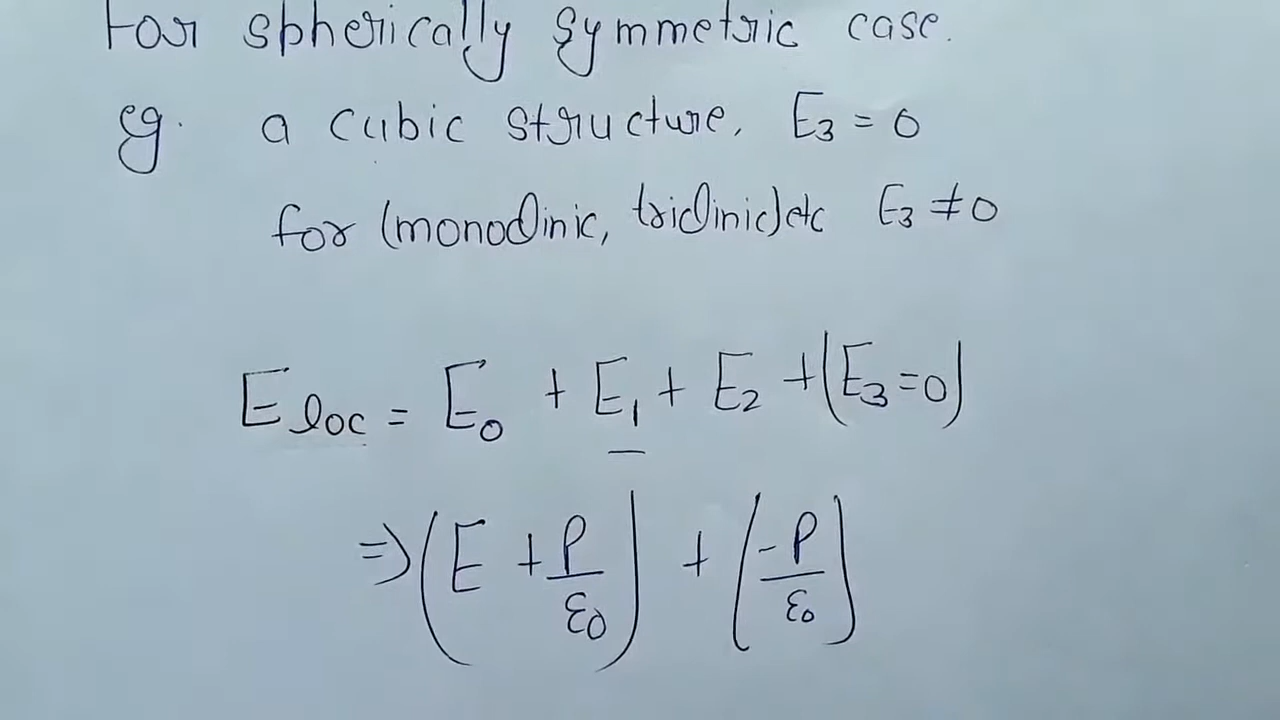 For spherically symmetric case.
eg. a cubic structure, E₃ = 0
for (monoclinic, triclinic) etc E₃ ≠ 0
E loc = E₀ + E₁ + E₂ + (E₃ = 0)
⇒ (E + P/ε₀) + (-P/ε₀)